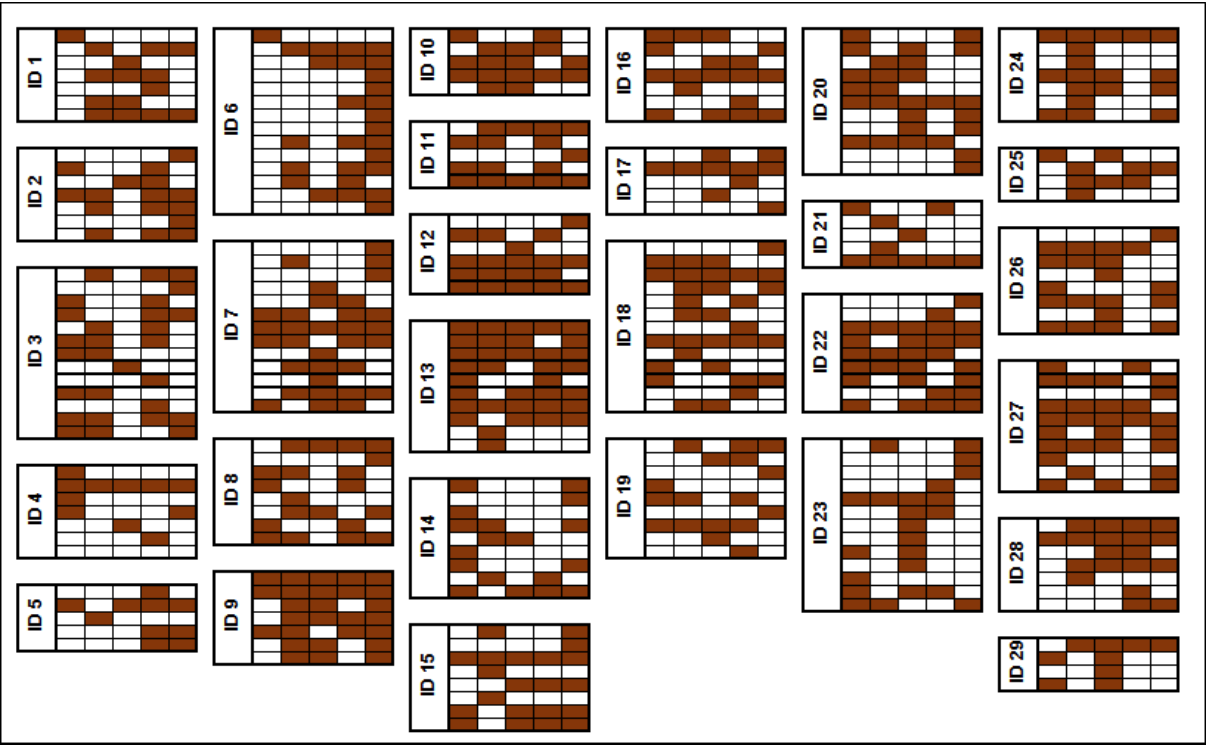 ID 1
ID 2
ID 3
ID 4
ID 5
ID 6
ID 7
ID 8
ID 9
ID 10
ID 11
ID 12
ID 13
ID 14
ID 15
ID 16
ID 17
ID 18
ID 19
ID 20
ID 21
ID 22
ID 23
ID 24
ID 25
ID 26
ID 27
ID 28
ID 29